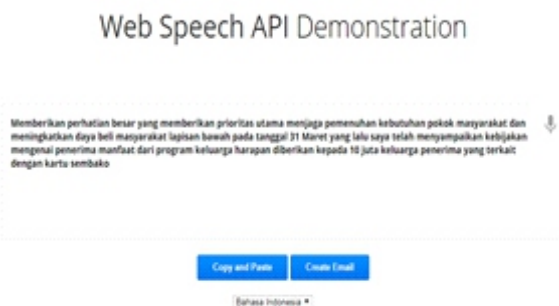 Web Speech API Demonstration
Memberikan perhatian besar yang memberikan prioritas utama menjaga pemenuhan kebutuhan pokok masyarakat dan
meningkatkan daya beli masyarakat lapisan bawah pada tanggal 31 Maret yang lalu saya telah menyampaikan kebijakan
mengenai penerima manfaat dari program keluarga harapan diberikan kepada 10 juta keluarga penerima yang terkait
dengan kartu sembako
Copy and Paste Create Email
Bahasa Indonesia